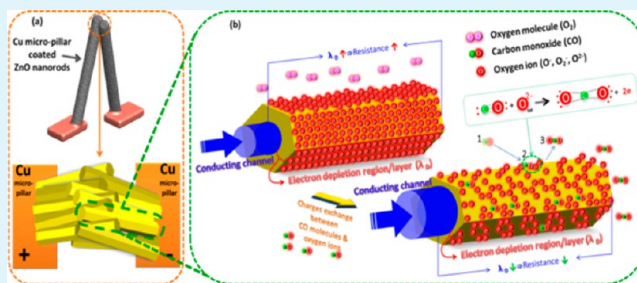 (a)
Cu micro-pillar
coated
ZnO nanorods
Cu
micro-
pillar
+
Cu
micro-
pillar
-
(b)
λ D ↑ α Resistance ↑
Oxygen molecule (O2)
Carbon monoxide (CO)
Oxygen ion (O-, O2-, O2-)
+ 2e
Conducting channel
Electron depletion region/layer (λ D)
Charges exchange
between
CO molecules &
oxygen ions
Conducting channel
1
2
3
Electron depletion region/layer (λ D)
λ D ↓ α Resistance ↓